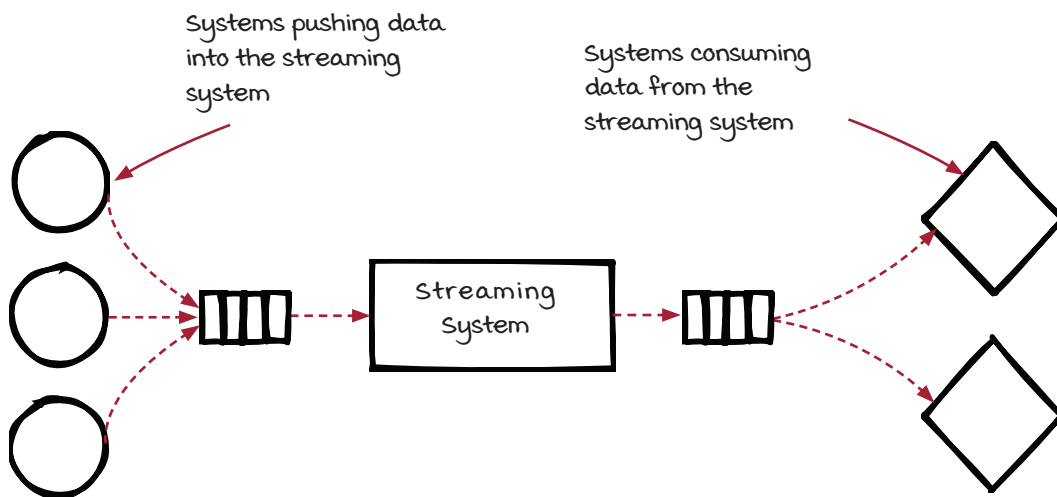 Systems pushing data
into the streaming
system
Systems consuming
data from the
streaming system
Streaming
System